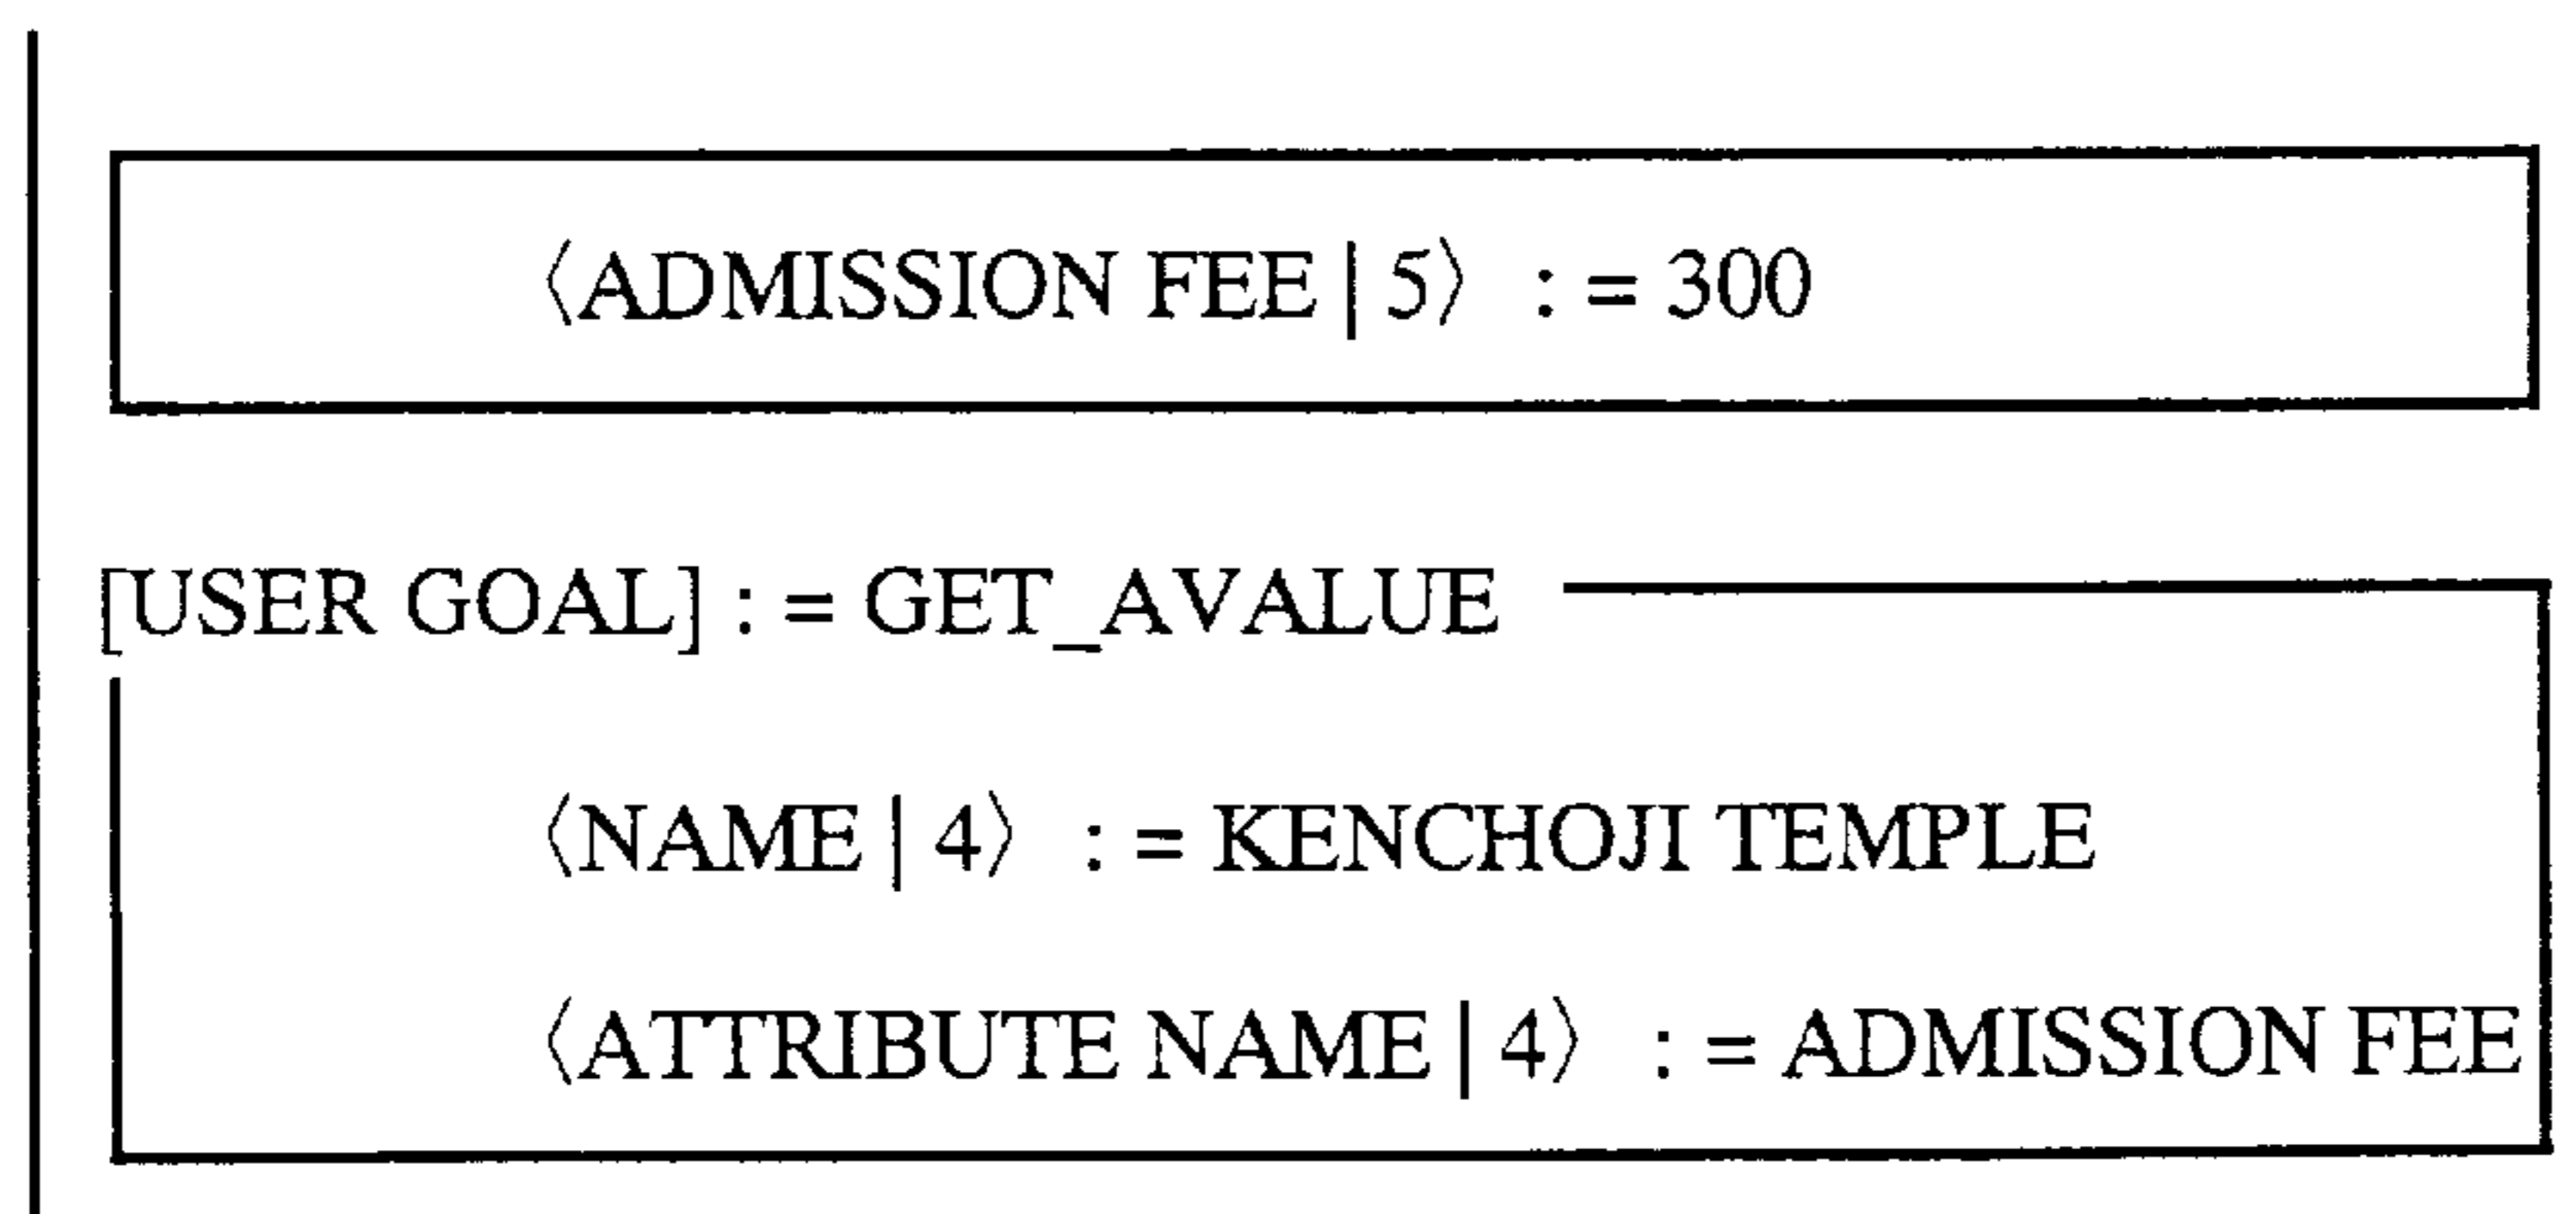 〈ADMISSION FEE | 5〉 : = 300
[USER GOAL] : = GET_AVALUE
〈NAME | 4〉 : = KENCHOJI TEMPLE
〈ATTRIBUTE NAME | 4〉 : = ADMISSION FEE